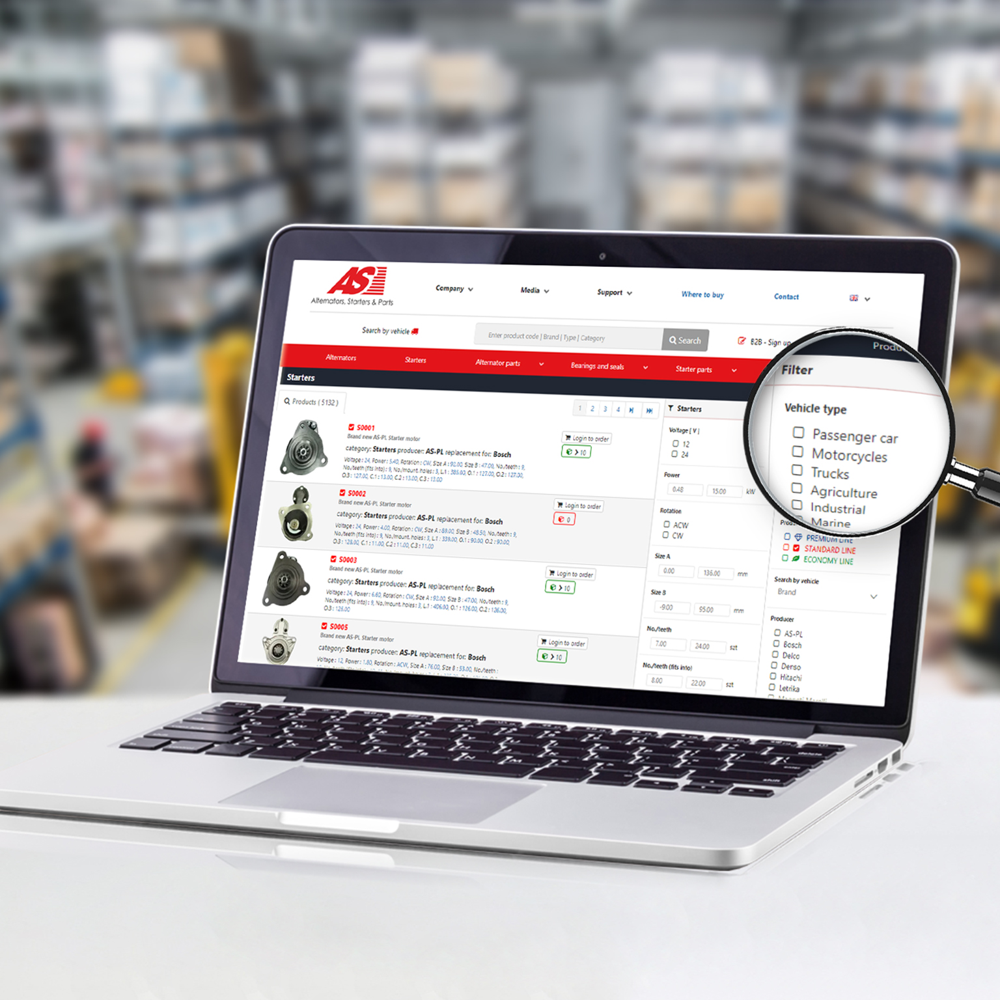 AS
Alternators, Starters & Parts
Company
Media
Support
Where to buy
Contact
Search by vehicle
Enter product code | Brand | Type | Category
Search
B2B - Sign up
Alternators
Starters
Alternator parts
Bearings and seals
Starter parts
Starters
Products ( 5132 )
1 2 3 4
S0001
Brand new AS-PL Starter motor
category: Starters producer: AS-PL replacement for: Bosch
Voltage : 24, Power : 5.40, Rotation : CW, Size A : 92.00, Size B : 47.00, No./teeth : 9,
No./teeth (fits into) : 9, No./mount. holes : 3, L.1 : 385.00, O.1 : 127.00, O.2 : 127.00,
O.3 : 127.00, C.1 : 13.00, C.2 : 13.00, C.3 : 13.00
Login to order
> 10
S0002
Brand new AS-PL Starter motor
category: Starters producer: AS-PL replacement for: Bosch
Voltage : 24, Power : 4.00, Rotation : CW, Size A : 89.00, Size B : 48.50, No./teeth : 9,
No./teeth (fits into) : 9, No./mount. holes : 3, L.1 : 339.00, O.1 : 90.00, O.2 : 90.00,
O.3 : 128.00, C.1 : 11.00, C.2 : 11.00, C.3 : 11.00
Login to order
0
S0003
Brand new AS-PL Starter motor
category: Starters producer: AS-PL replacement for: Bosch
Voltage : 24, Power : 6.60, Rotation : CW, Size A : 92.00, Size B : 47.00, No./teeth : 9,
No./teeth (fits into) : 9, No./mount. holes : 3, L.1 : 406.00, O.1 : 126.00, O.2 : 126.00,
O.3 : 126.00
Login to order
> 10
S0005
Brand new AS-PL Starter motor
category: Starters producer: AS-PL replacement for: Bosch
Voltage : 12, Power : 1.80, Rotation : ACW, Size A : 76.00, Size B : 53.00, No./teeth :
Login to order
> 10
Starters
Voltage [ V ]
12
24
Power
0.48 15.00 kW
Rotation
ACW
CW
Size A
0.00 136.00 mm
Size B
-9.00 95.00 mm
No./teeth
7.00 24.00 szt
No./teeth (fits into)
8.00 22.00 szt
Filter
Vehicle type
Passenger car
Motorcycles
Trucks
Agriculture
Industrial
Marine
PREMIUM LINE
STANDARD LINE
ECONOMY LINE
Search by vehicle
Brand
Producer
AS-PL
Bosch
Delco
Denso
Hitachi
Letrika